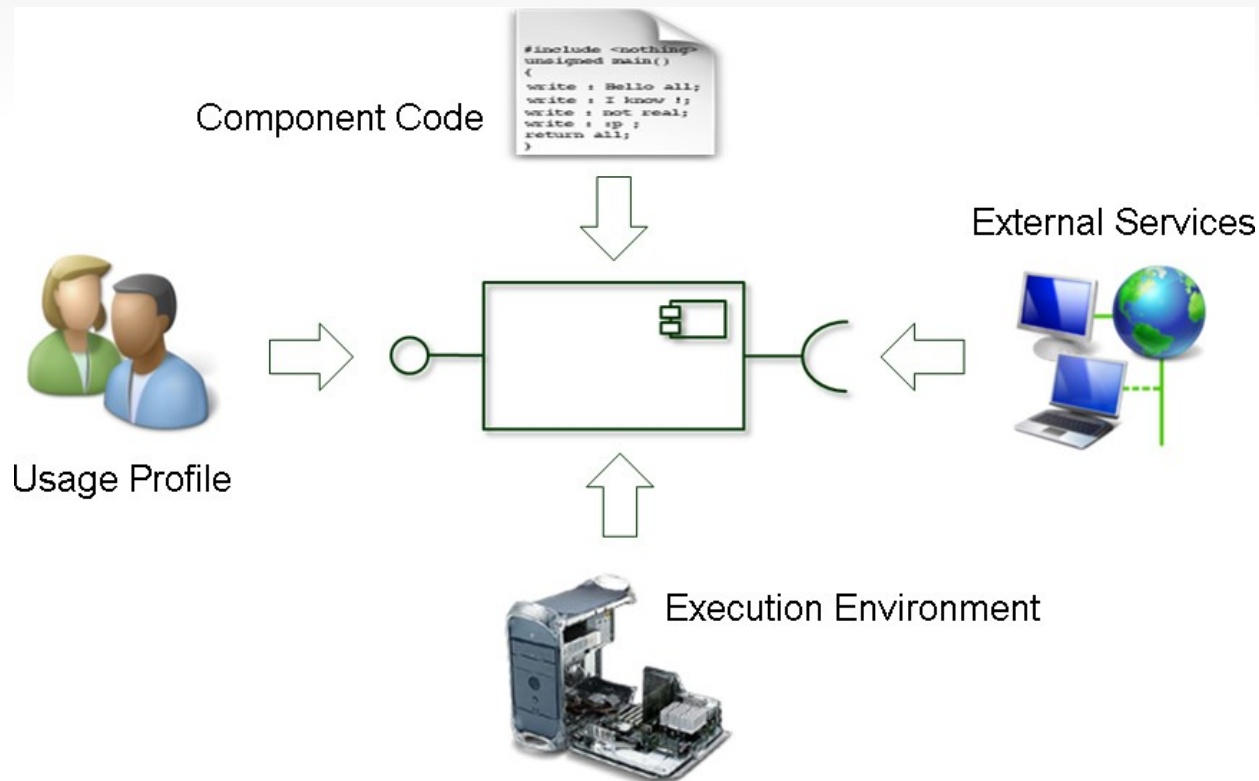 #include <nothing>
unsigned main()
{
write : Hello all;
write : I know !;
write : not real;
write : :p ;
return all;
}
Component Code
External Services
Usage Profile
Execution Environment